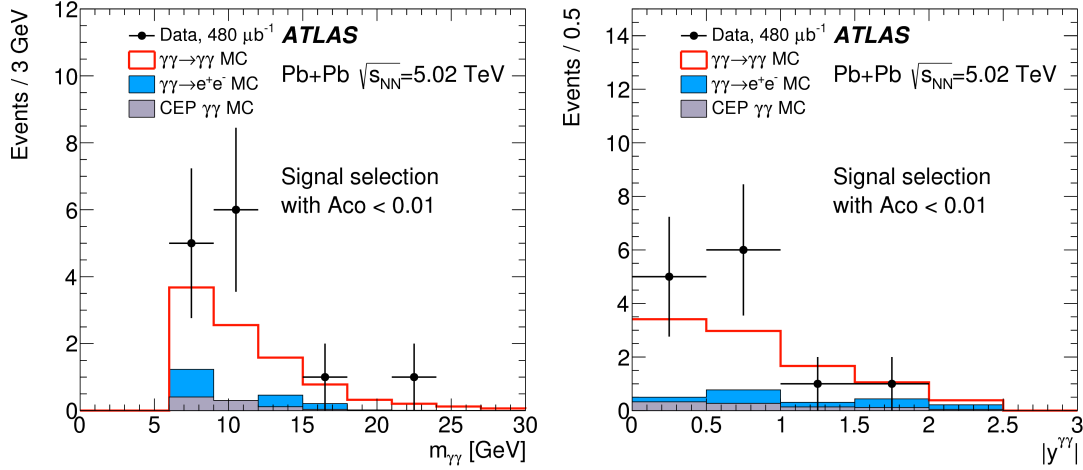 Events / 3 GeV
12
10
8
6
4
2
0
Data, 480 μb⁻¹ ATLAS
γγ→γγ MC
Pb+Pb √sNN=5.02 TeV
γγ→e⁺e⁻ MC
CEP γγ MC
Signal selection
with Aco < 0.01
0 5 10 15 20 25 30
mγγ [GeV]
Events / 0.5
14
12
10
8
6
4
2
0
Data, 480 μb⁻¹ ATLAS
γγ→γγ MC
Pb+Pb √sNN=5.02 TeV
γγ→e⁺e⁻ MC
CEP γγ MC
Signal selection
with Aco < 0.01
0 0.5 1 1.5 2 2.5 3
|yγγ|